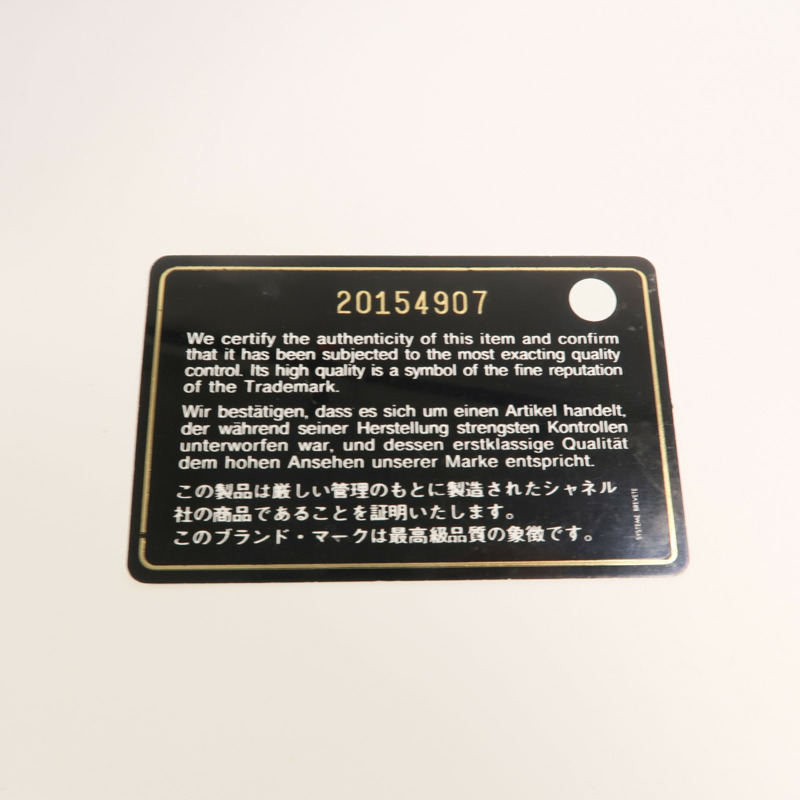 20154907
We certify the authenticity of this item and confirm
that it has been subjected to the most exacting quality
control. Its high quality is a symbol of the fine reputation
of the Trademark.
Wir bestätigen, dass es sich um einen Artikel handelt,
der während seiner Herstellung strengsten Kontrollen
unterworfen war, und dessen erstklassige Qualität
dem hohen Ansehen unserer Marke entspricht.
この製品は厳しい管理のもとに製造されたシャネル
社の商品であることを証明いたします。
このブランド・マークは最高級品質の象徴です。
SYSTEME BREVETE